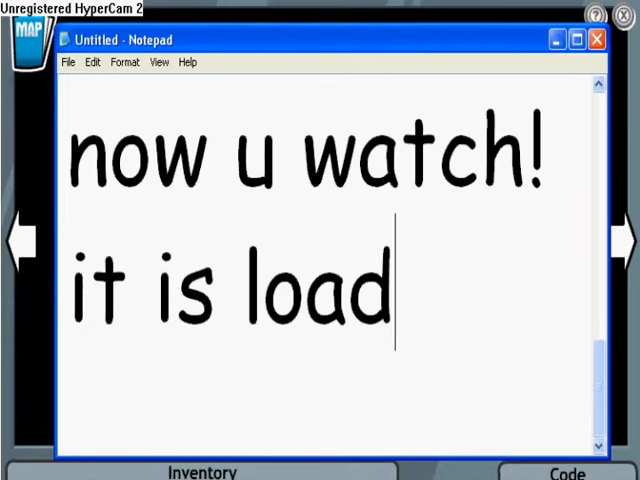 Unregistered HyperCam 2
MAP
Untitled - Notepad
File Edit Format View Help
now u watch!
it is load
Inventory
Code